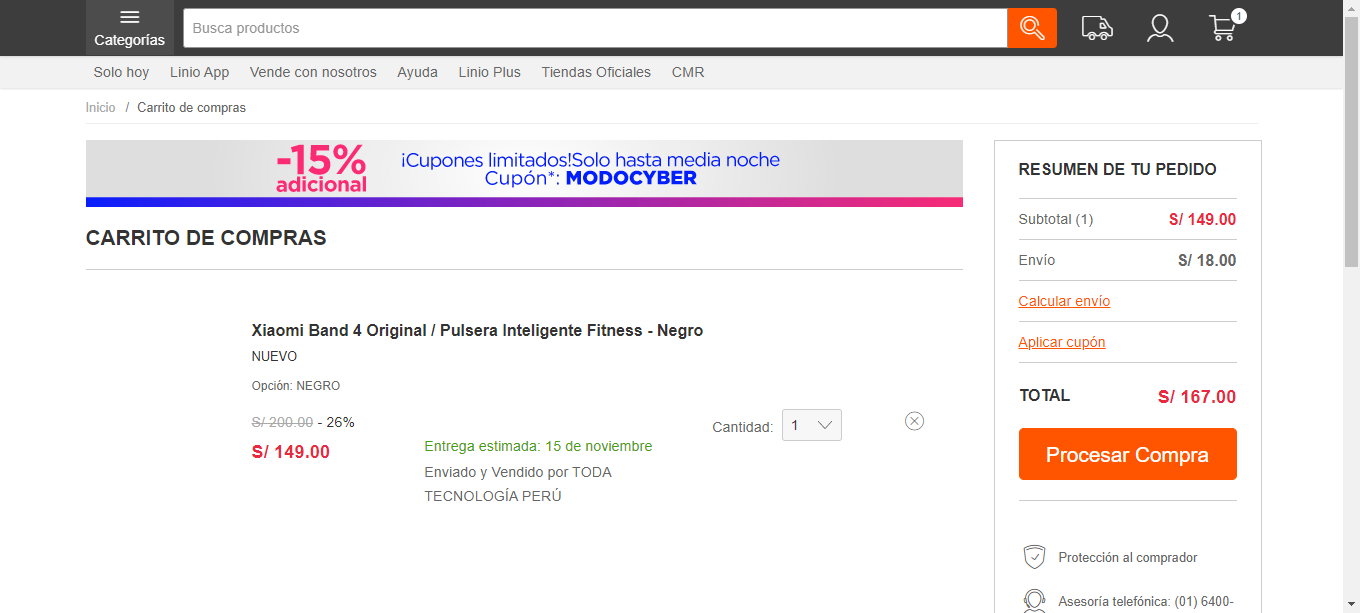 Categorías
Busca productos
1
Solo hoy Linio App Vende con nosotros Ayuda Linio Plus Tiendas Oficiales CMR
Inicio / Carrito de compras
-15%
adicional
¡Cupones limitados!Solo hasta media noche
Cupón*: MODOCYBER
CARRITO DE COMPRAS
Xiaomi Band 4 Original / Pulsera Inteligente Fitness - Negro
NUEVO
Opción: NEGRO
S/ 200.00 - 26%
S/ 149.00
Entrega estimada: 15 de noviembre
Enviado y Vendido por TODA
TECNOLOGÍA PERÚ
Cantidad: 1
RESUMEN DE TU PEDIDO
Subtotal (1) S/ 149.00
Envío S/ 18.00
Calcular envío
Aplicar cupón
TOTAL S/ 167.00
Procesar Compra
Protección al comprador
Asesoría telefónica: (01) 6400-